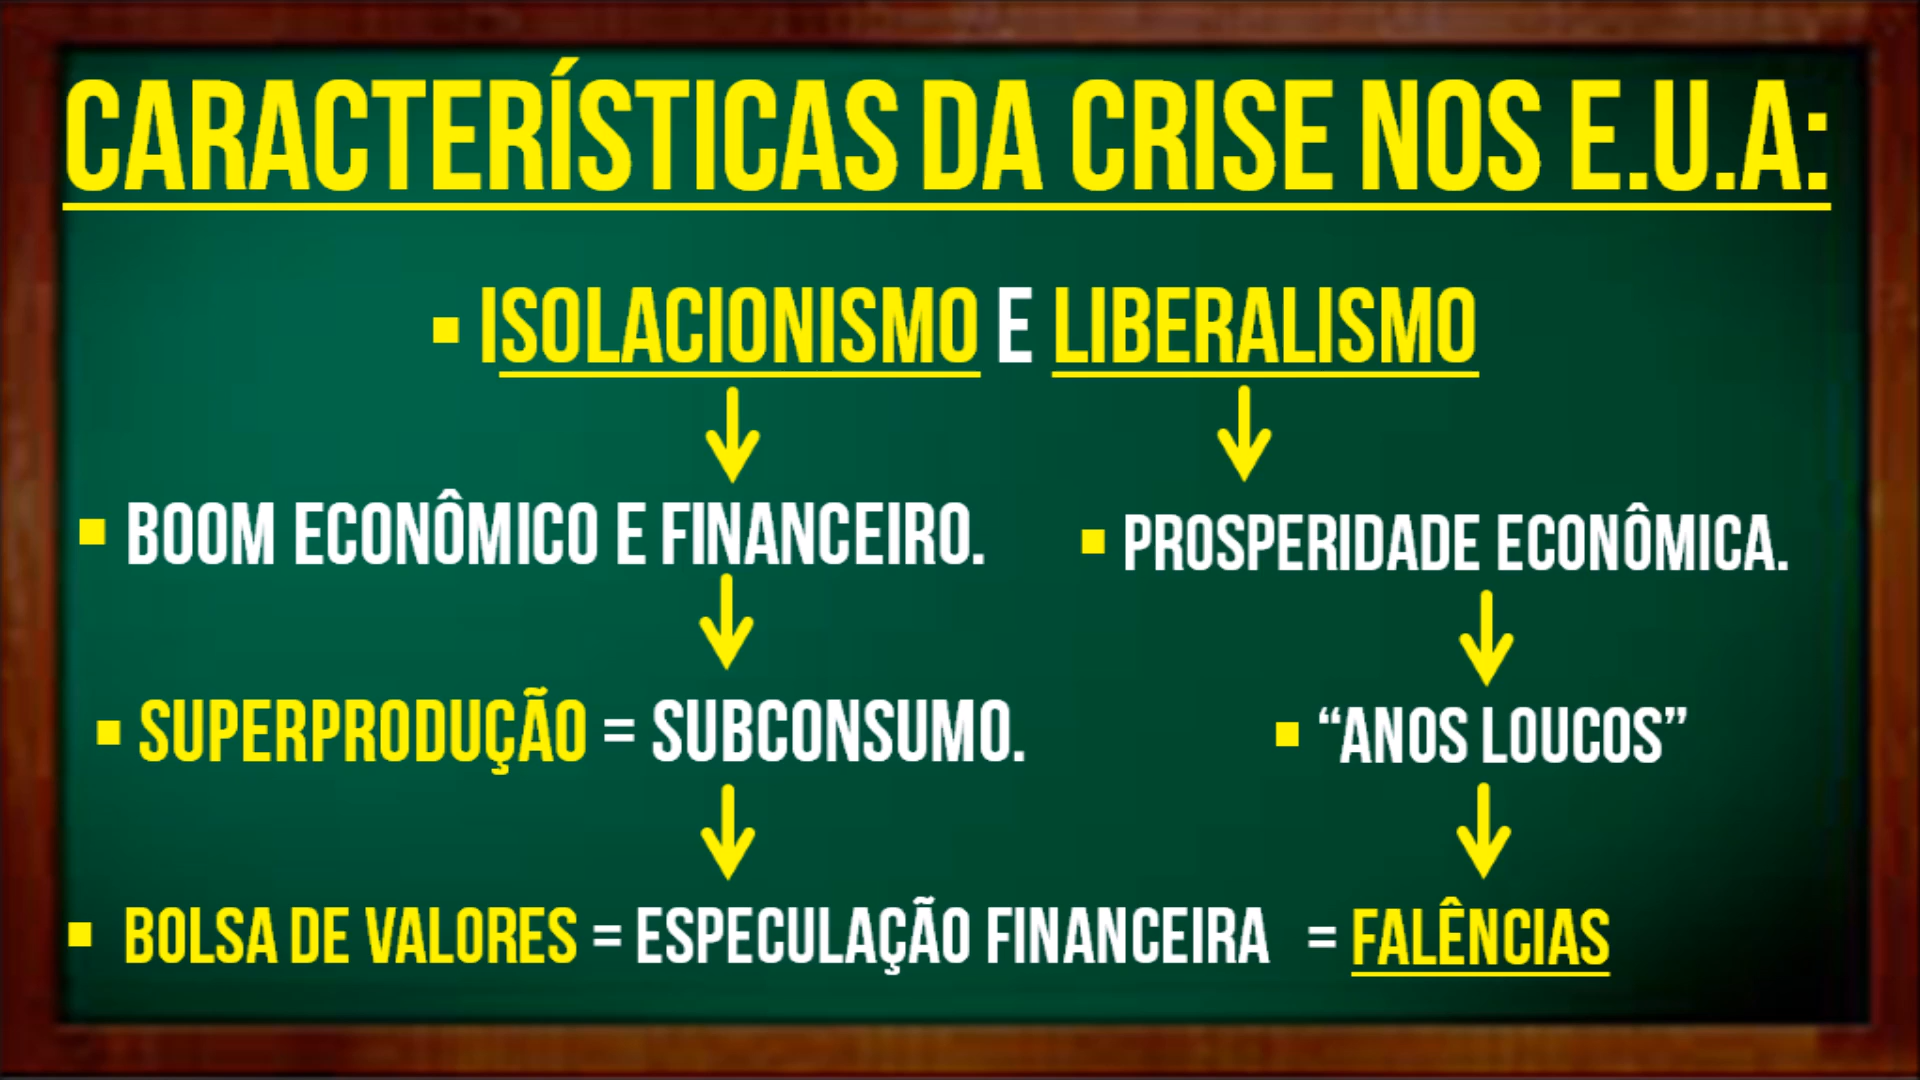 CARACTERÍSTICAS DA CRISE NOS E.U.A:
▪ ISOLACIONISMO E LIBERALISMO
▪ BOOM ECONÔMICO E FINANCEIRO.
▪ PROSPERIDADE ECONÔMICA.
▪ SUPERPRODUÇÃO = SUBCONSUMO.
▪ “ANOS LOUCOS”
▪ BOLSA DE VALORES = ESPECULAÇÃO FINANCEIRA = FALÊNCIAS